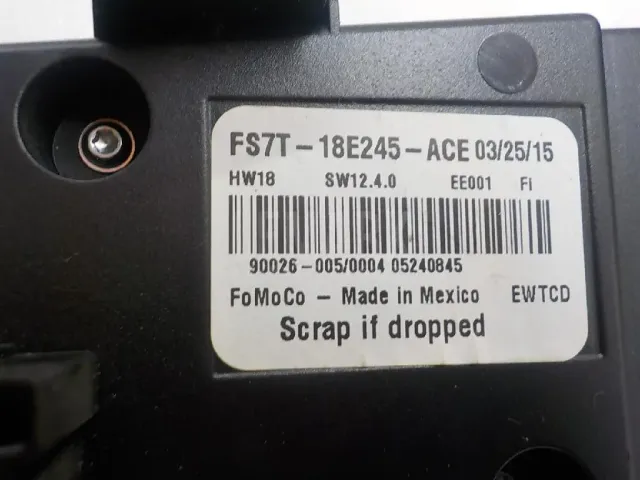 FS7T-18E245-ACE 03/25/15
HW18 SW12.4.0 EE001 FI
90026-005/0004 05240845
FoMoCo - Made in Mexico EWTCD
Scrap if dropped